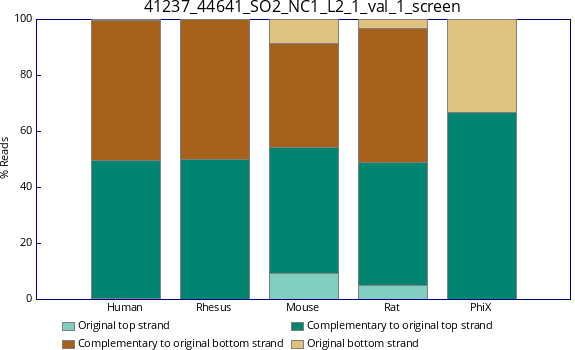 41237_44641_SO2_NC1_L2_1_val_1_screen
100
80
60
40
20
0
% Reads
Human Rhesus Mouse Rat PhiX
Original top strand Complementary to original top strand
Complementary to original bottom strand Original bottom strand